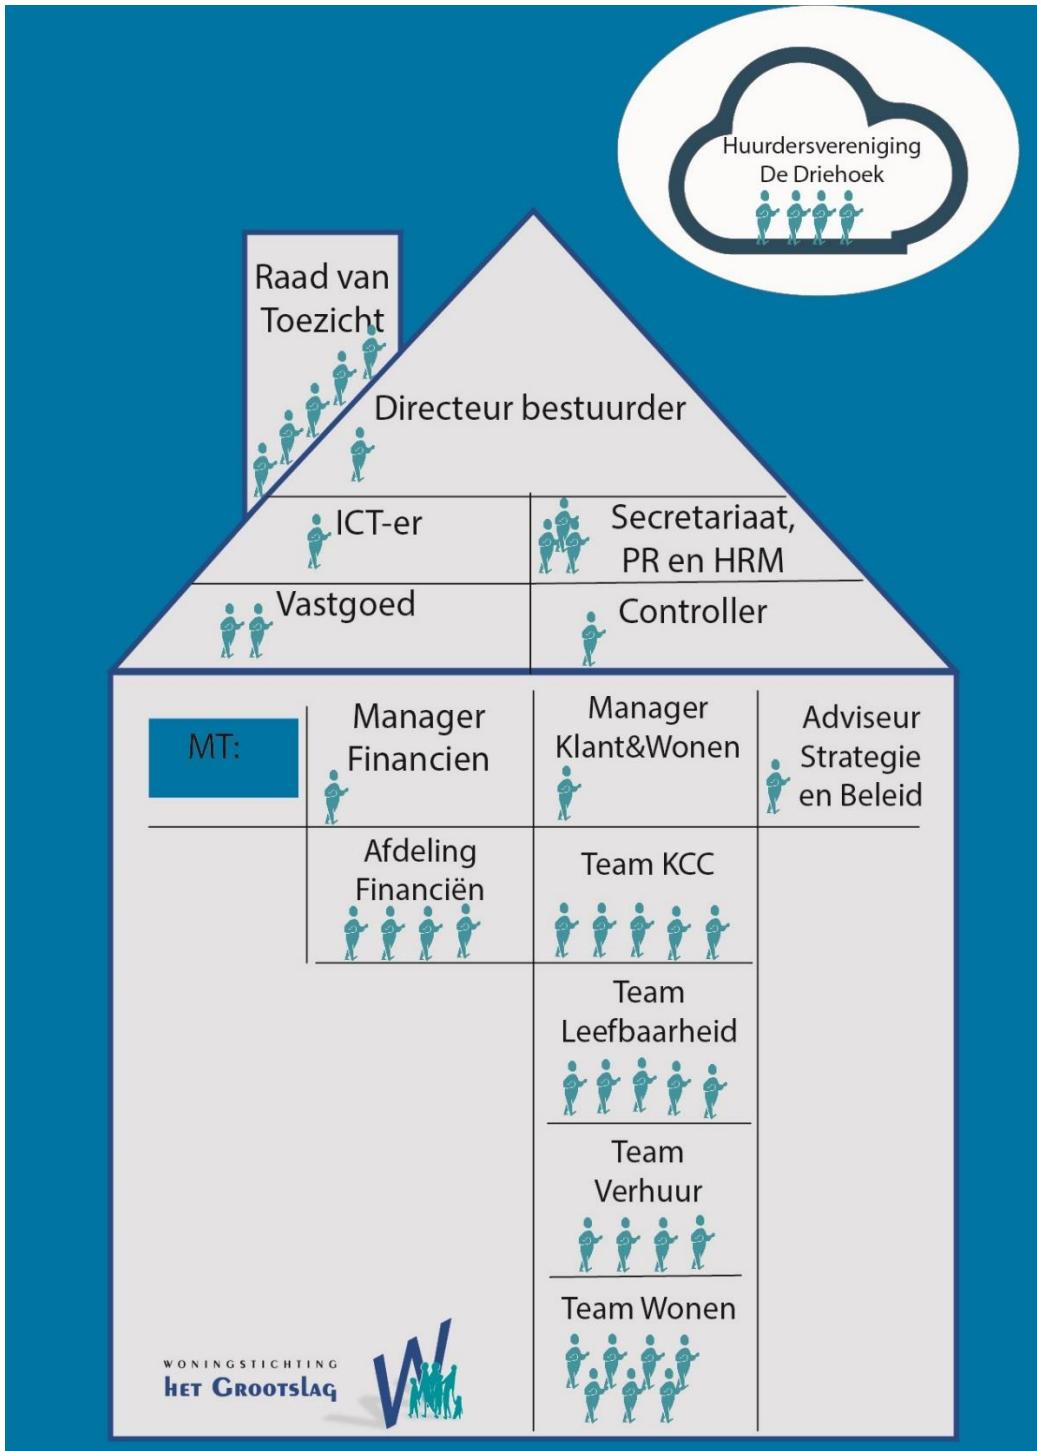 Huurdersvereniging
De Driehoek
Raad van
Toezicht
Directeur bestuurder
ICT-er
Secretariaat,
PR en HRM
Vastgoed
Controller
MT:
Manager
Financien
Manager
Klant&Wonen
Adviseur
Strategie
en Beleid
Afdeling
Financiën
Team KCC
Team
Leefbaarheid
Team
Verhuur
Team Wonen
WONINGSTICHTING
HET GROOTSLAG